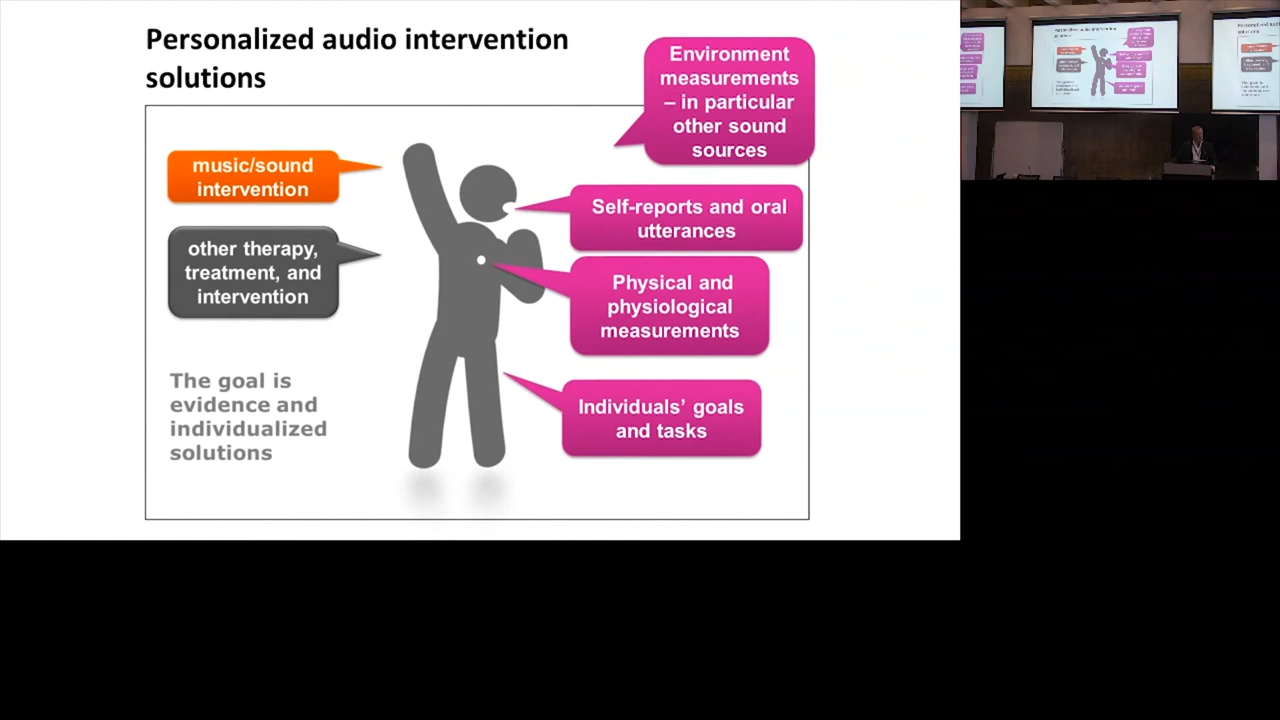 Personalized audio intervention
solutions
Environment
measurements
– in particular
other sound
sources
music/sound
intervention
Self-reports and oral
utterances
other therapy,
treatment, and
intervention
Physical and
physiological
measurements
The goal is
evidence and
individualized
solutions
Individuals’ goals
and tasks